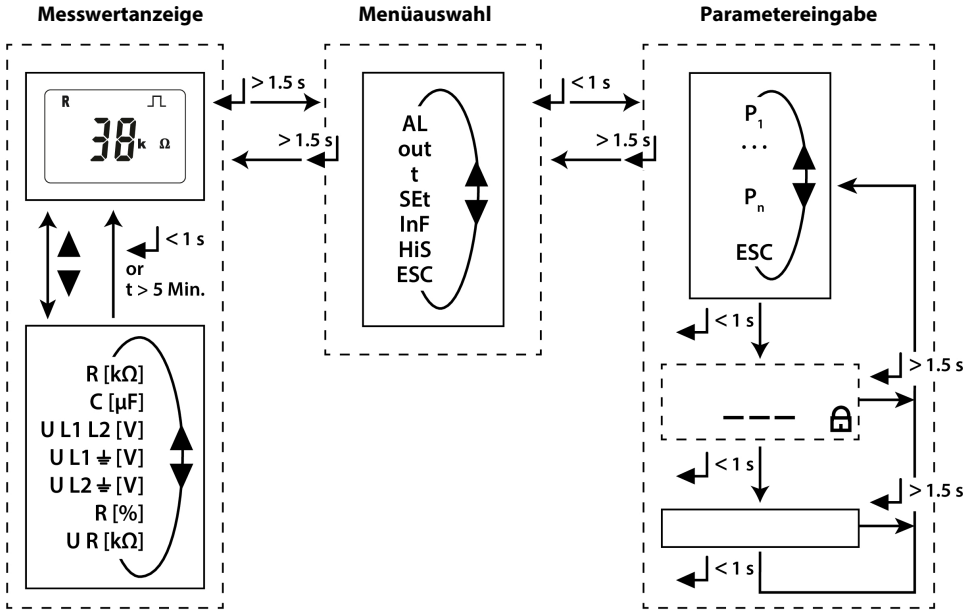 Messwertanzeige
Menüauswahl
Parametereingabe
R
38 k Ω
> 1.5 s
> 1.5 s
< 1 s
or
t > 5 Min.
R [kΩ]
C [µF]
U L1 L2 [V]
U L1 ⏚ [V]
U L2 ⏚ [V]
R [%]
U R [kΩ]
AL
out
t
SEt
InF
HiS
ESC
< 1 s
> 1.5 s
P1
...
Pn
ESC
< 1 s
> 1.5 s
– – –
< 1 s
> 1.5 s
< 1 s